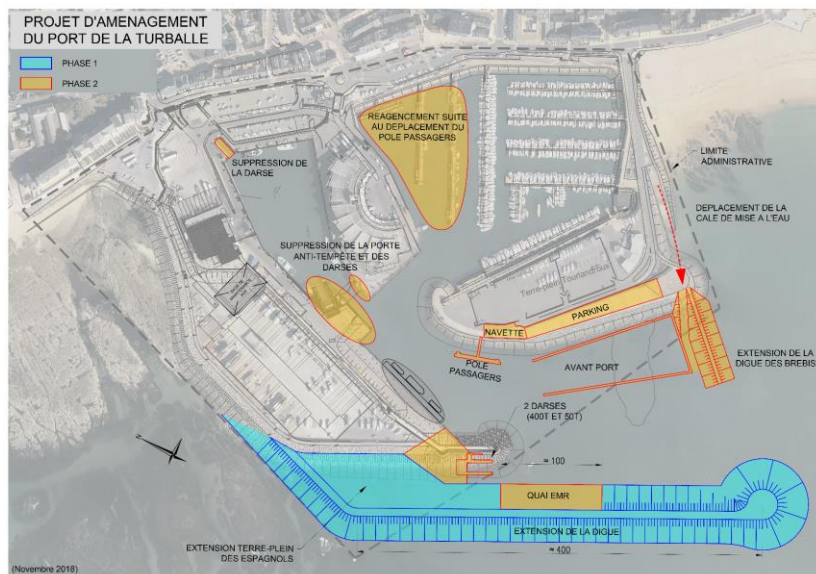 PROJET D'AMENAGEMENT
DU PORT DE LA TURBALLE
PHASE 1
PHASE 2
REAGENCEMENT SUITE
AU DEPLACEMENT DU
POLE PASSAGERS
SUPPRESSION DE
LA DARSE
LIMITE
ADMINISTRATIVE
DEPLACEMENT DE LA
CALE DE MISE A L'EAU
SUPPRESSION DE LA PORTE
ANTI-TEMPÊTE ET DES
DARSES
Terre-plein Tourlandroux
PARKING
NAVETTE
POLE
PASSAGERS
AVANT PORT
EXTENSION DE LA
DIGUE DES BREBIS
2 DARSES
(400T ET 50T)
≈ 100
QUAI EMR
EXTENSION DE LA DIGUE
EXTENSION TERRE-PLEIN
DES ESPAGNOLS
≈ 400
(Novembre 2018)